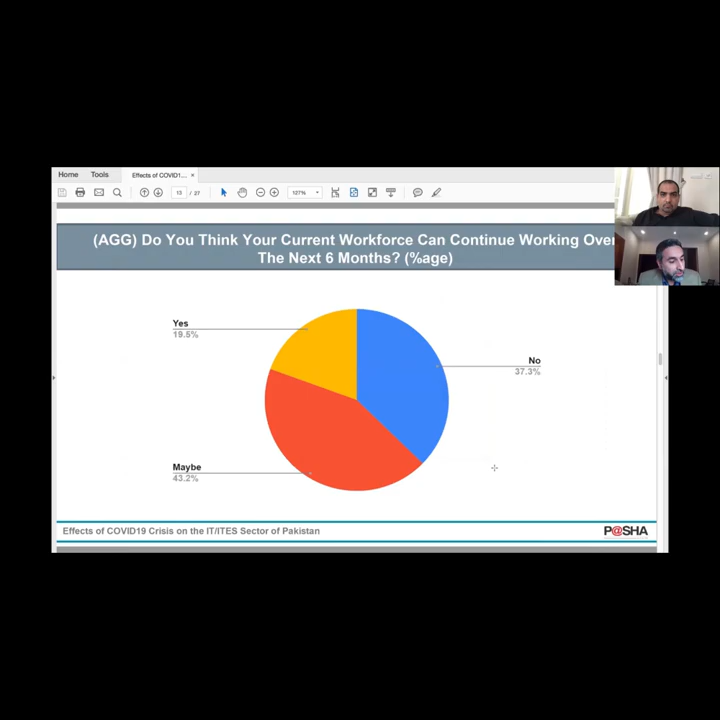 Home Tools Effects of COVID1... ×
13 / 27 127%
(AGG) Do You Think Your Current Workforce Can Continue Working Over
The Next 6 Months? (%age)
Yes
19.5%
No
37.3%
Maybe
43.2%
Effects of COVID19 Crisis on the IT/ITES Sector of Pakistan
P@SHA